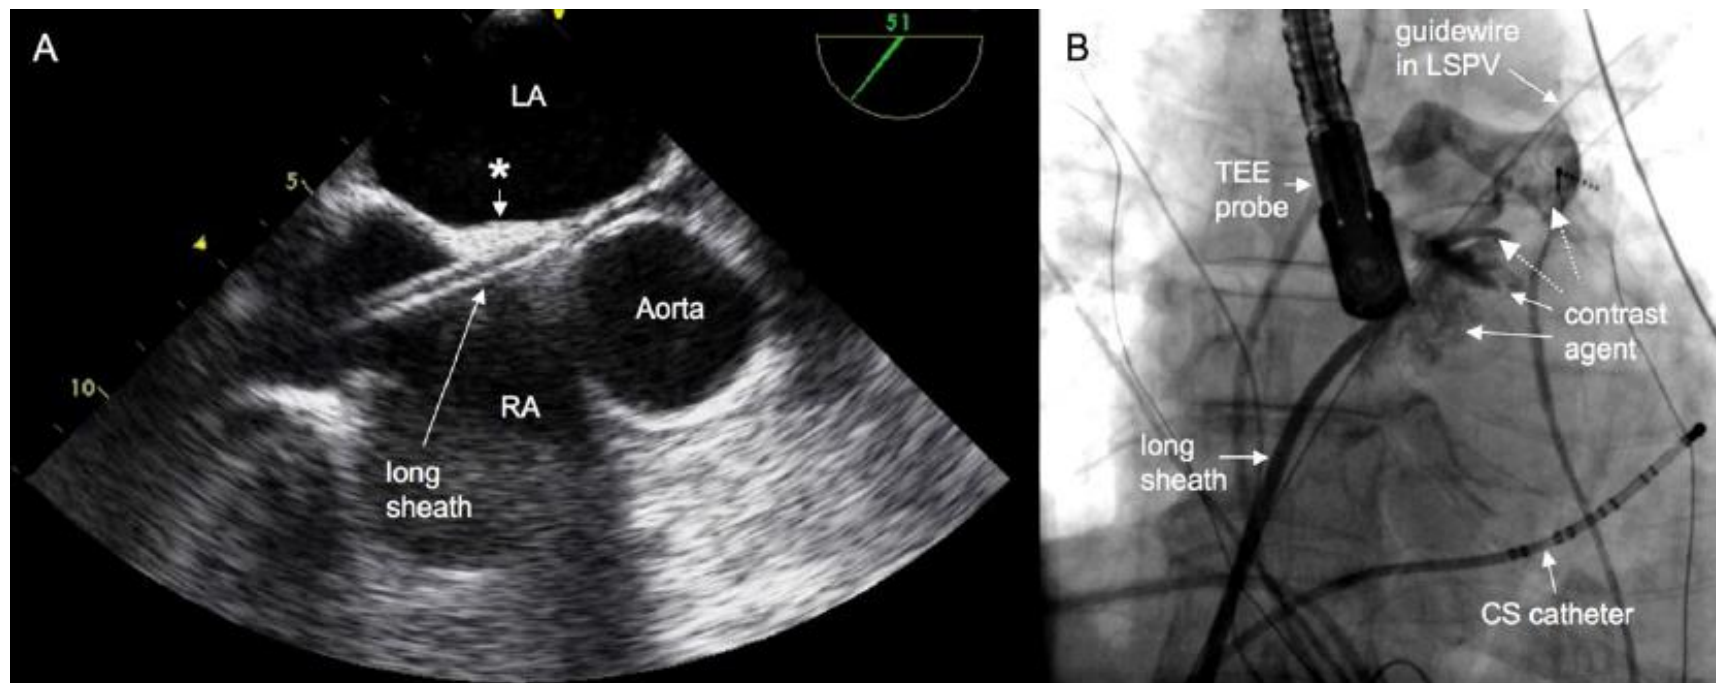 A
LA
51
*
5
Aorta
10
RA
long
sheath
B
guidewire
in LSPV
TEE
probe
contrast
agent
long
sheath
CS catheter